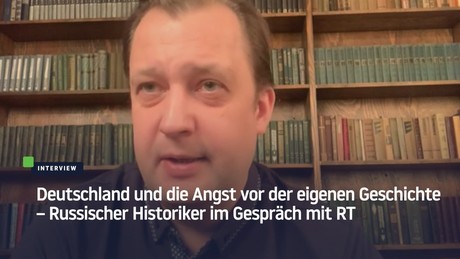 INTERVIEW
Deutschland und die Angst vor der eigenen Geschichte
– Russischer Historiker im Gespräch mit RT